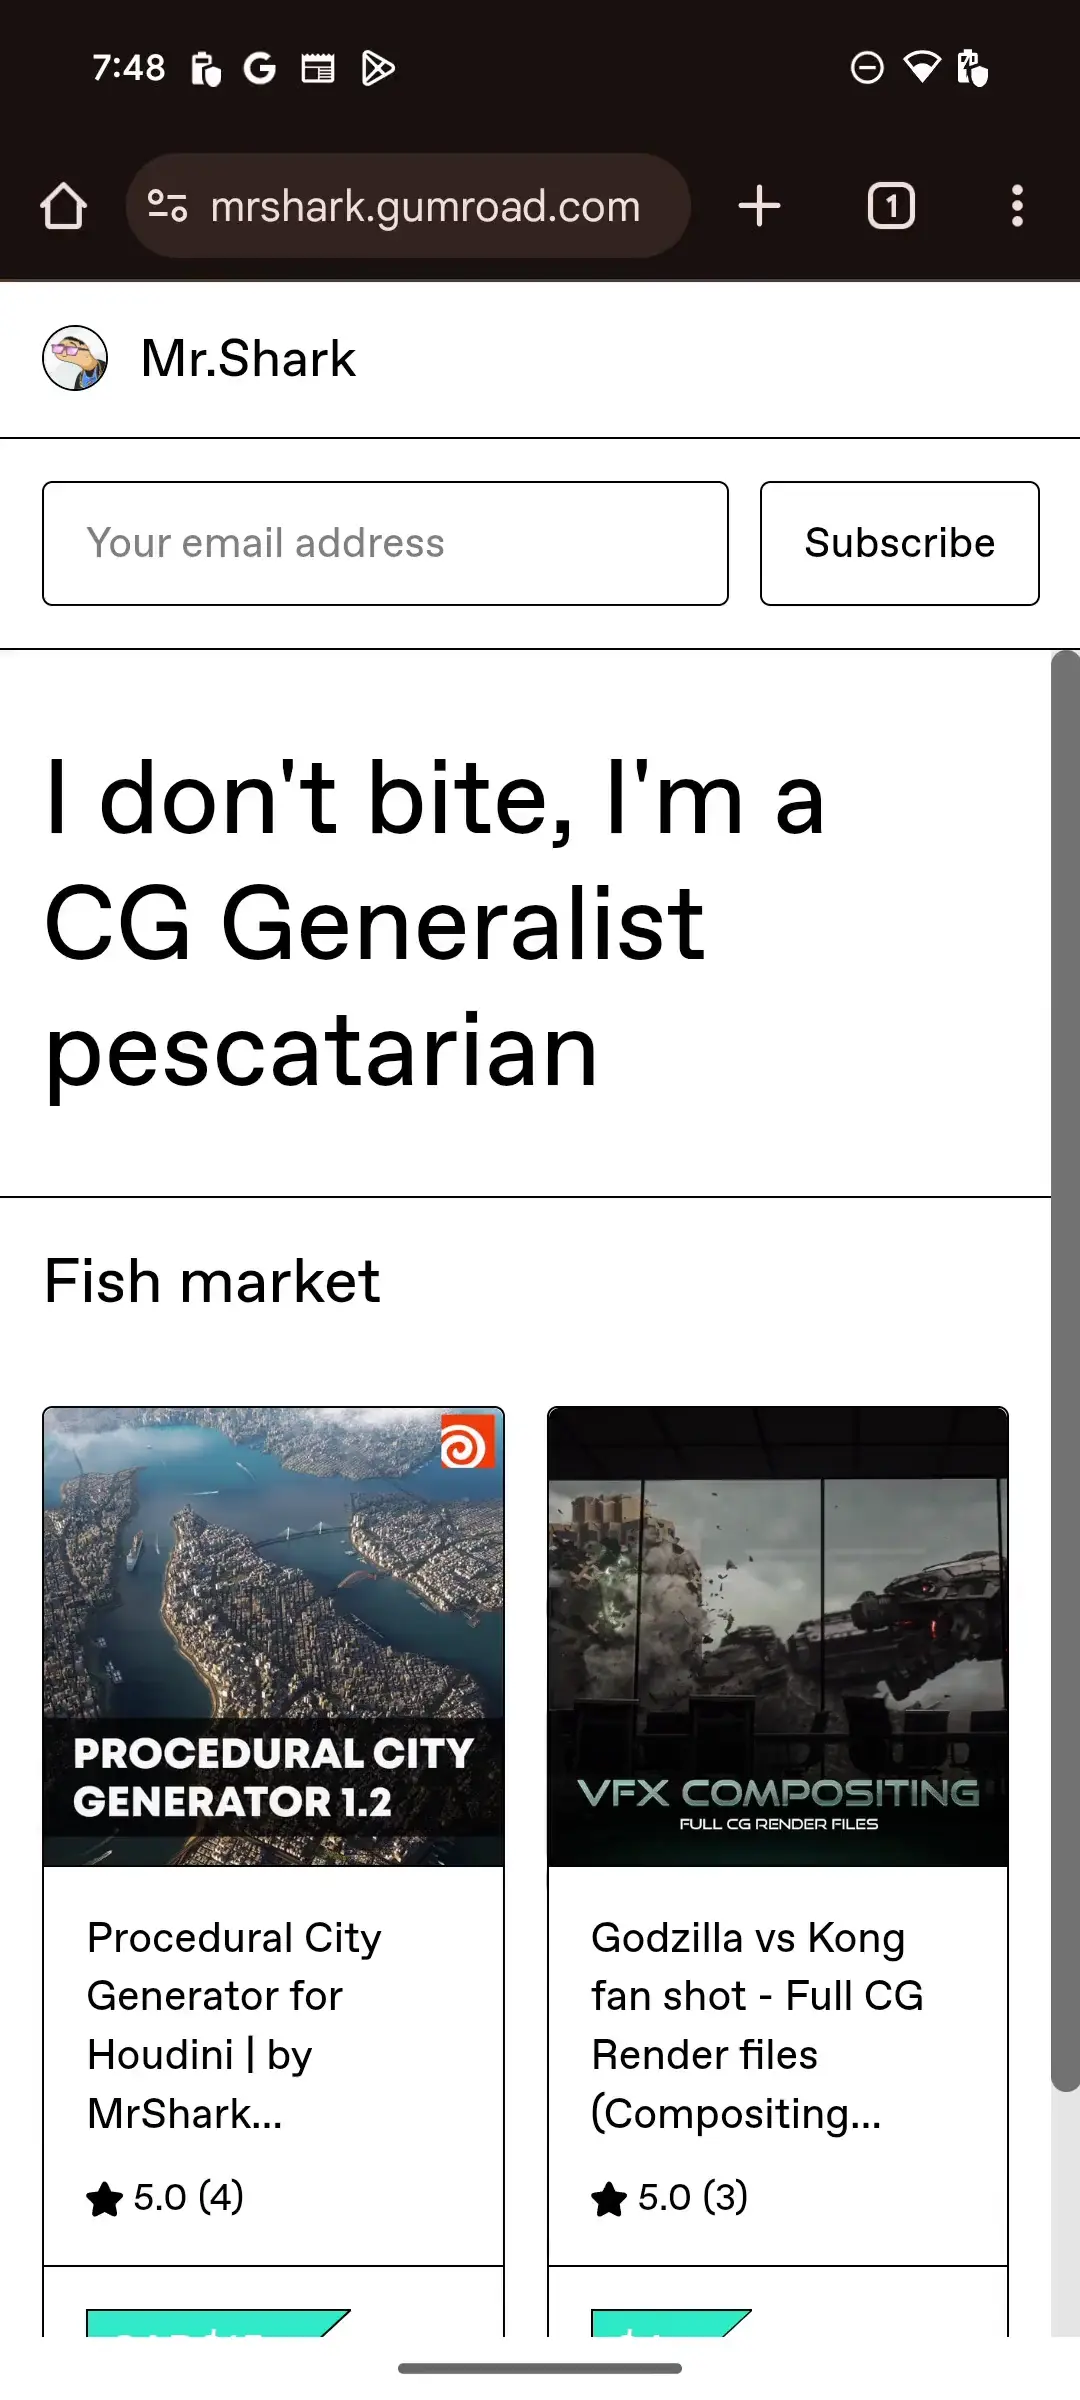 7:48
mrshark.gumroad.com
1
Mr.Shark
Your email address
Subscribe
I don't bite, I'm a
CG Generalist
pescatarian
Fish market
PROCEDURAL CITY
GENERATOR 1.2
VFX COMPOSITING
FULL CG RENDER FILES
Procedural City
Generator for
Houdini | by
MrShark...
5.0 (4)
Godzilla vs Kong
fan shot - Full CG
Render files
(Compositing...
5.0 (3)